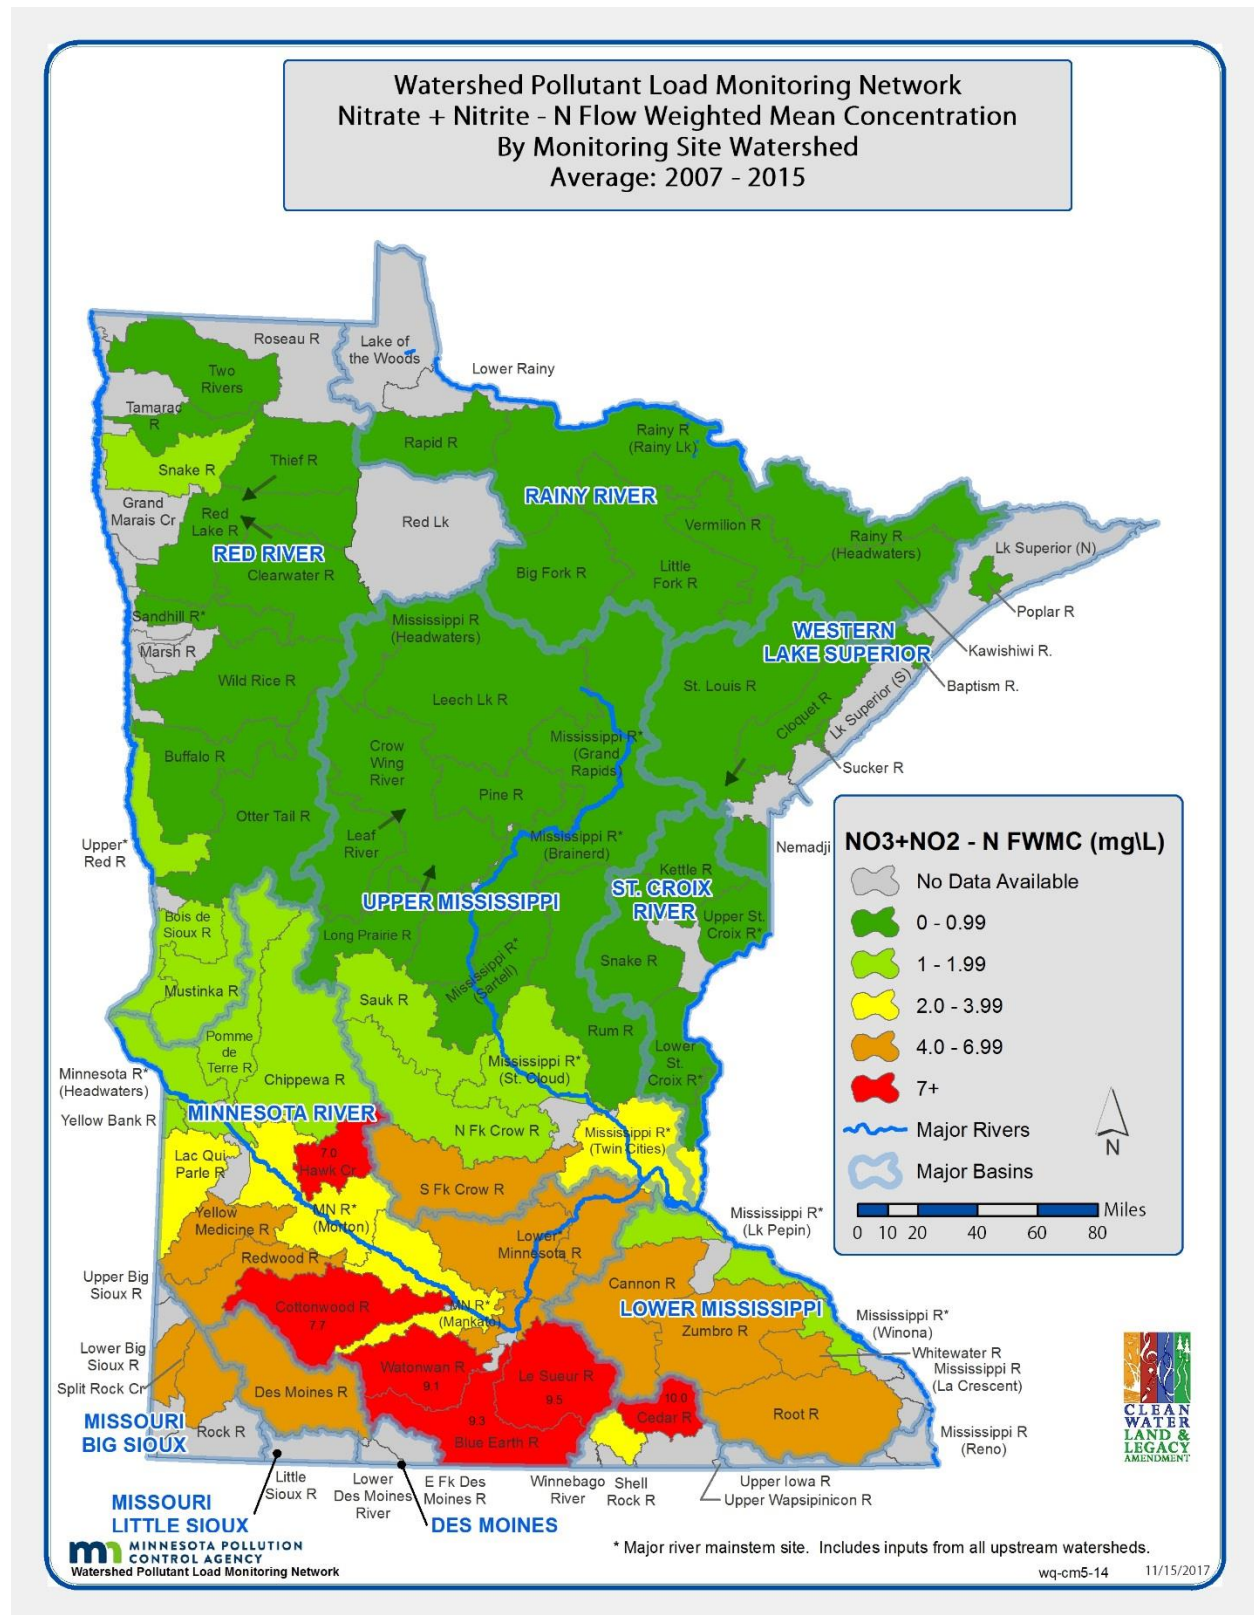 Watershed Pollutant Load Monitoring Network
Nitrate + Nitrite - N Flow Weighted Mean Concentration
By Monitoring Site Watershed
Average: 2007 - 2015
Roseau R
Lake of
the Woods
Lower Rainy
Two
Rivers
Tamarac
R
Rapid R
Rainy R
(Rainy Lk)
Snake R
Thief R
Grand
Marais Cr
Red
Lake R
Red Lk
RAINY RIVER
Vermilion R
Rainy R
(Headwaters)
Lk Superior (N)
RED RIVER
Clearwater R
Big Fork R
Little
Fork R
Poplar R
Sandhill R*
Mississippi R
(Headwaters)
WESTERN
LAKE SUPERIOR
Kawishiwi R.
Marsh R
Wild Rice R
Leech Lk R
St. Louis R
Baptism R.
Cloquet R
Lk Superior (S)
Buffalo R
Crow
Wing
River
Mississippi R*
(Grand
Rapids)
Sucker R
Pine R
Otter Tail R
Leaf
River
Mississippi R*
(Brainerd)
Upper*
Red R
Nemadji
Kettle R
ST. CROIX
RIVER
UPPER MISSISSIPPI
Bois de
Sioux R
Long Prairie R
Upper St.
Croix R*
Mississippi R*
(Sartell)
Snake R
Mustinka R
Sauk R
Rum R
Pomme
de
Terre R
Mississippi R*
(St. Cloud)
Lower
St.
Croix R*
Minnesota R*
(Headwaters)
Chippewa R
Yellow Bank R
MINNESOTA RIVER
N Fk Crow R
Mississippi R*
(Twin Cities)
Lac Qui
Parle R
7.0
Hawk Cr
S Fk Crow R
Yellow
Medicine R
MN R*
(Morton)
Mississippi R*
(Lk Pepin)
Redwood R
Lower*
Minnesota R
Upper Big
Sioux R
Cannon R
Cottonwood R
7.7
MN R*
(Mankato)
LOWER MISSISSIPPI
Zumbro R
Mississippi R*
(Winona)
Lower Big
Sioux R
Whitewater R
Mississippi R
(La Crescent)
Split Rock Cr
Watonwan R
9.1
Le Sueur R
9.5
Des Moines R
10.0
Cedar R
Root R
MISSOURI
BIG SIOUX
Rock R
9.3
Blue Earth R
Mississippi R
(Reno)
Little
Sioux R
Lower
Des Moines
River
E Fk Des
Moines R
Winnebago
River
Shell
Rock R
Upper Iowa R
Upper Wapsipinicon R
MISSOURI
LITTLE SIOUX
DES MOINES
NO3+NO2 - N FWMC (mg\L)
No Data Available
0 - 0.99
1 - 1.99
2.0 - 3.99
4.0 - 6.99
7+
Major Rivers
Major Basins
N
Miles
0 10 20 40 60 80
CLEAN
WATER
LAND &
LEGACY
AMENDMENT
mn MINNESOTA POLLUTION
CONTROL AGENCY
Watershed Pollutant Load Monitoring Network
* Major river mainstem site. Includes inputs from all upstream watersheds.
wq-cm5-14
11/15/2017